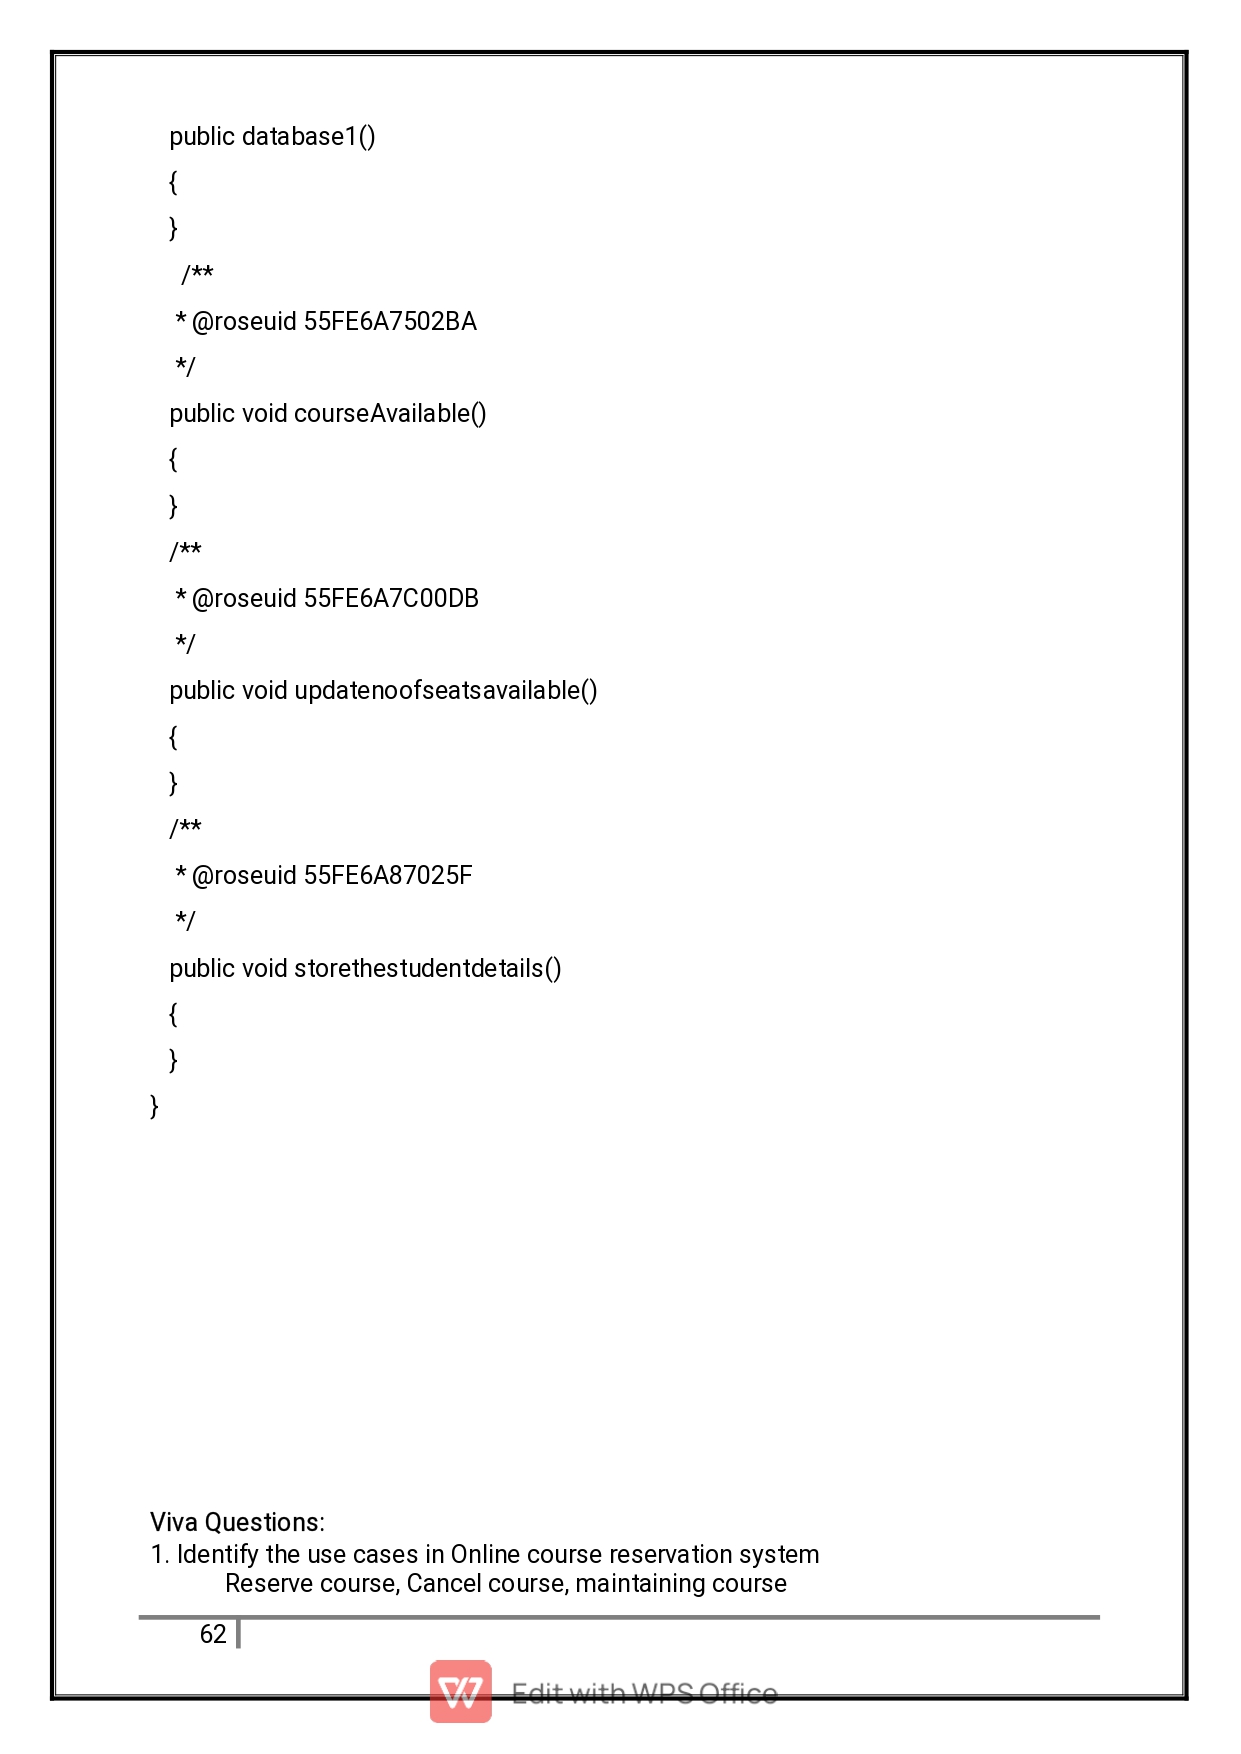 public database1()
{
}
/**
* @roseuid 55FE6A7502BA
*/
public void courseAvailable()
{
}
/**
* @roseuid 55FE6A7C00DB
*/
public void updatenoofseatsavailable()
{
}
/**
* @roseuid 55FE6A87025F
*/
public void storethestudentdetails()
{
}
}
Viva Questions:
1. Identify the use cases in Online course reservation system
Reserve course, Cancel course, maintaining course
62
Edit with WPS Office